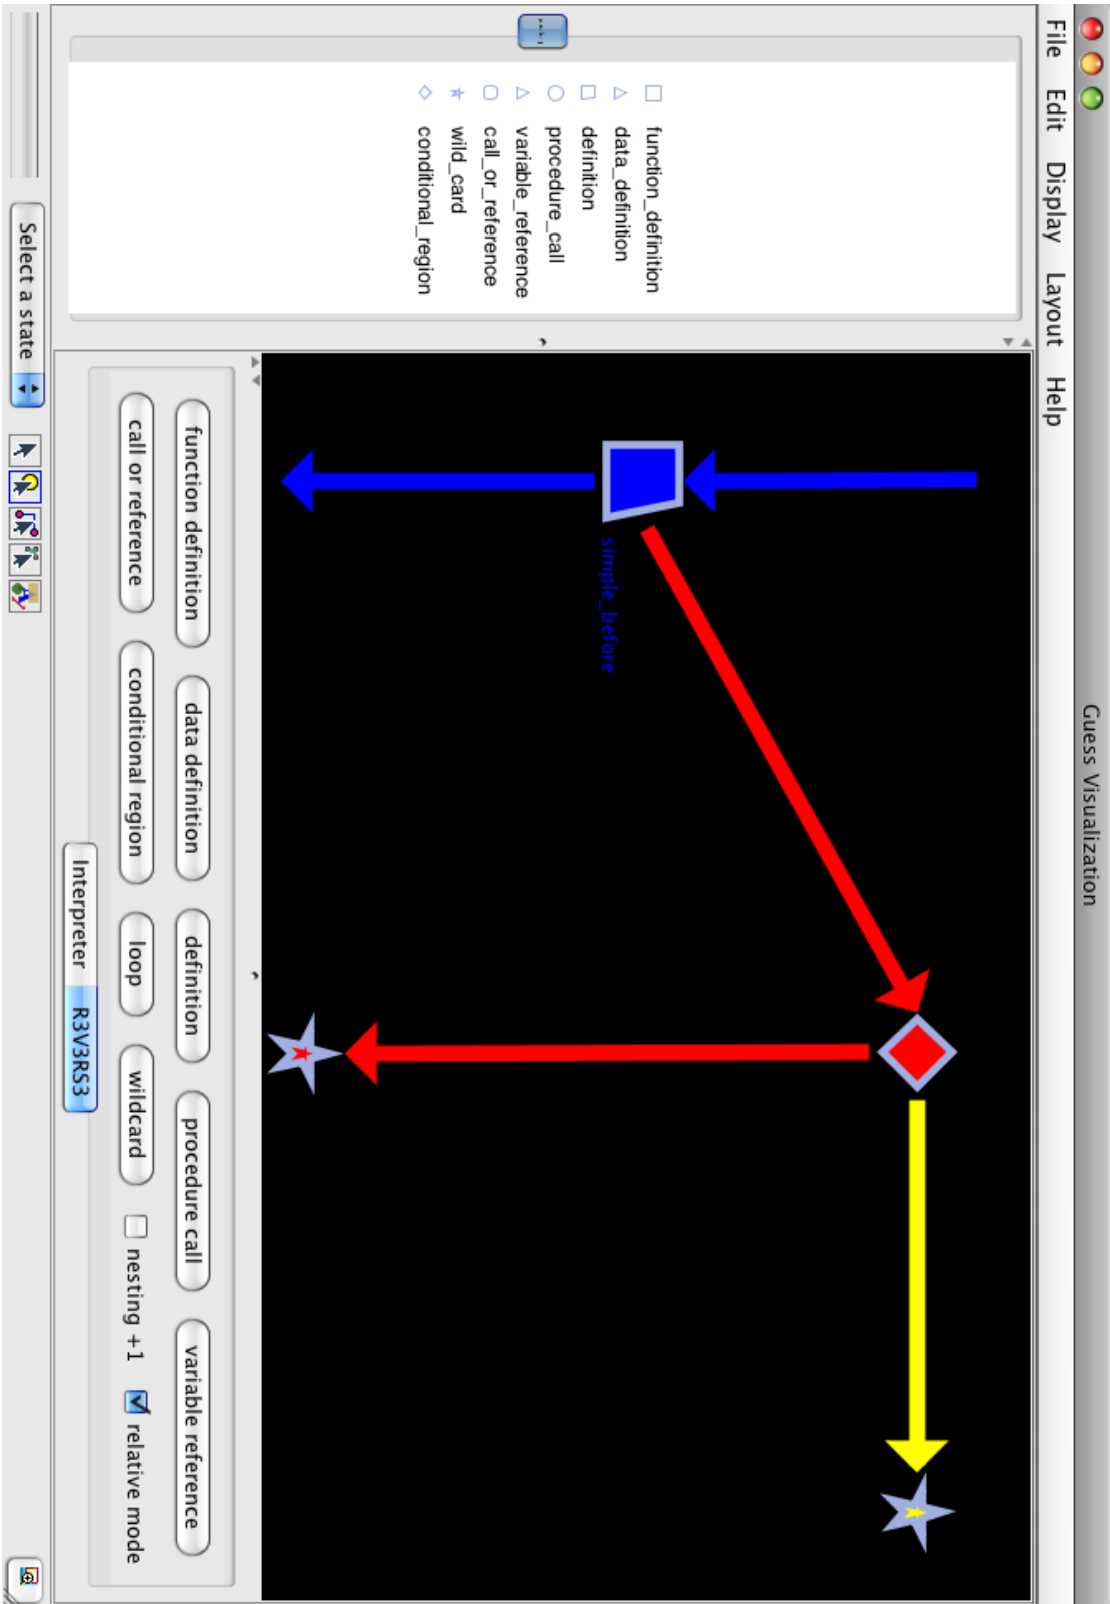 Guess Visualization
File Edit Display Layout Help
function_definition
data_definition
definition
procedure_call
variable_reference
call_or_reference
wild_card
conditional_region
simple_before
function definition data definition definition procedure call variable reference
call or reference conditional region loop wildcard nesting +1 relative mode
Interpreter R3V3RS3
Select a state